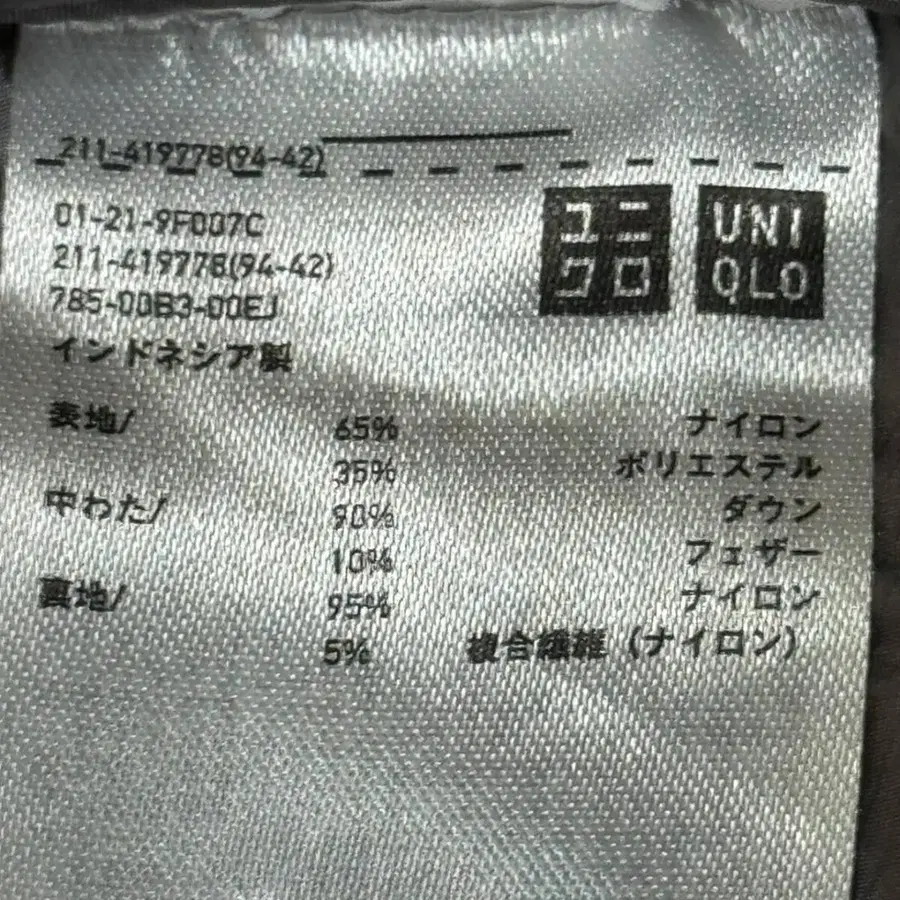 211-419778(94-42)
ユニクロ
UNIQLO
01-21-9F007C
211-419778(94-42)
785-00B3-00EJ
インドネシア製
表地/ 65% ナイロン
35% ポリエステル
中わた/ 90% ダウン
10% フェザー
裏地/ 95% ナイロン
5% 複合繊維(ナイロン)